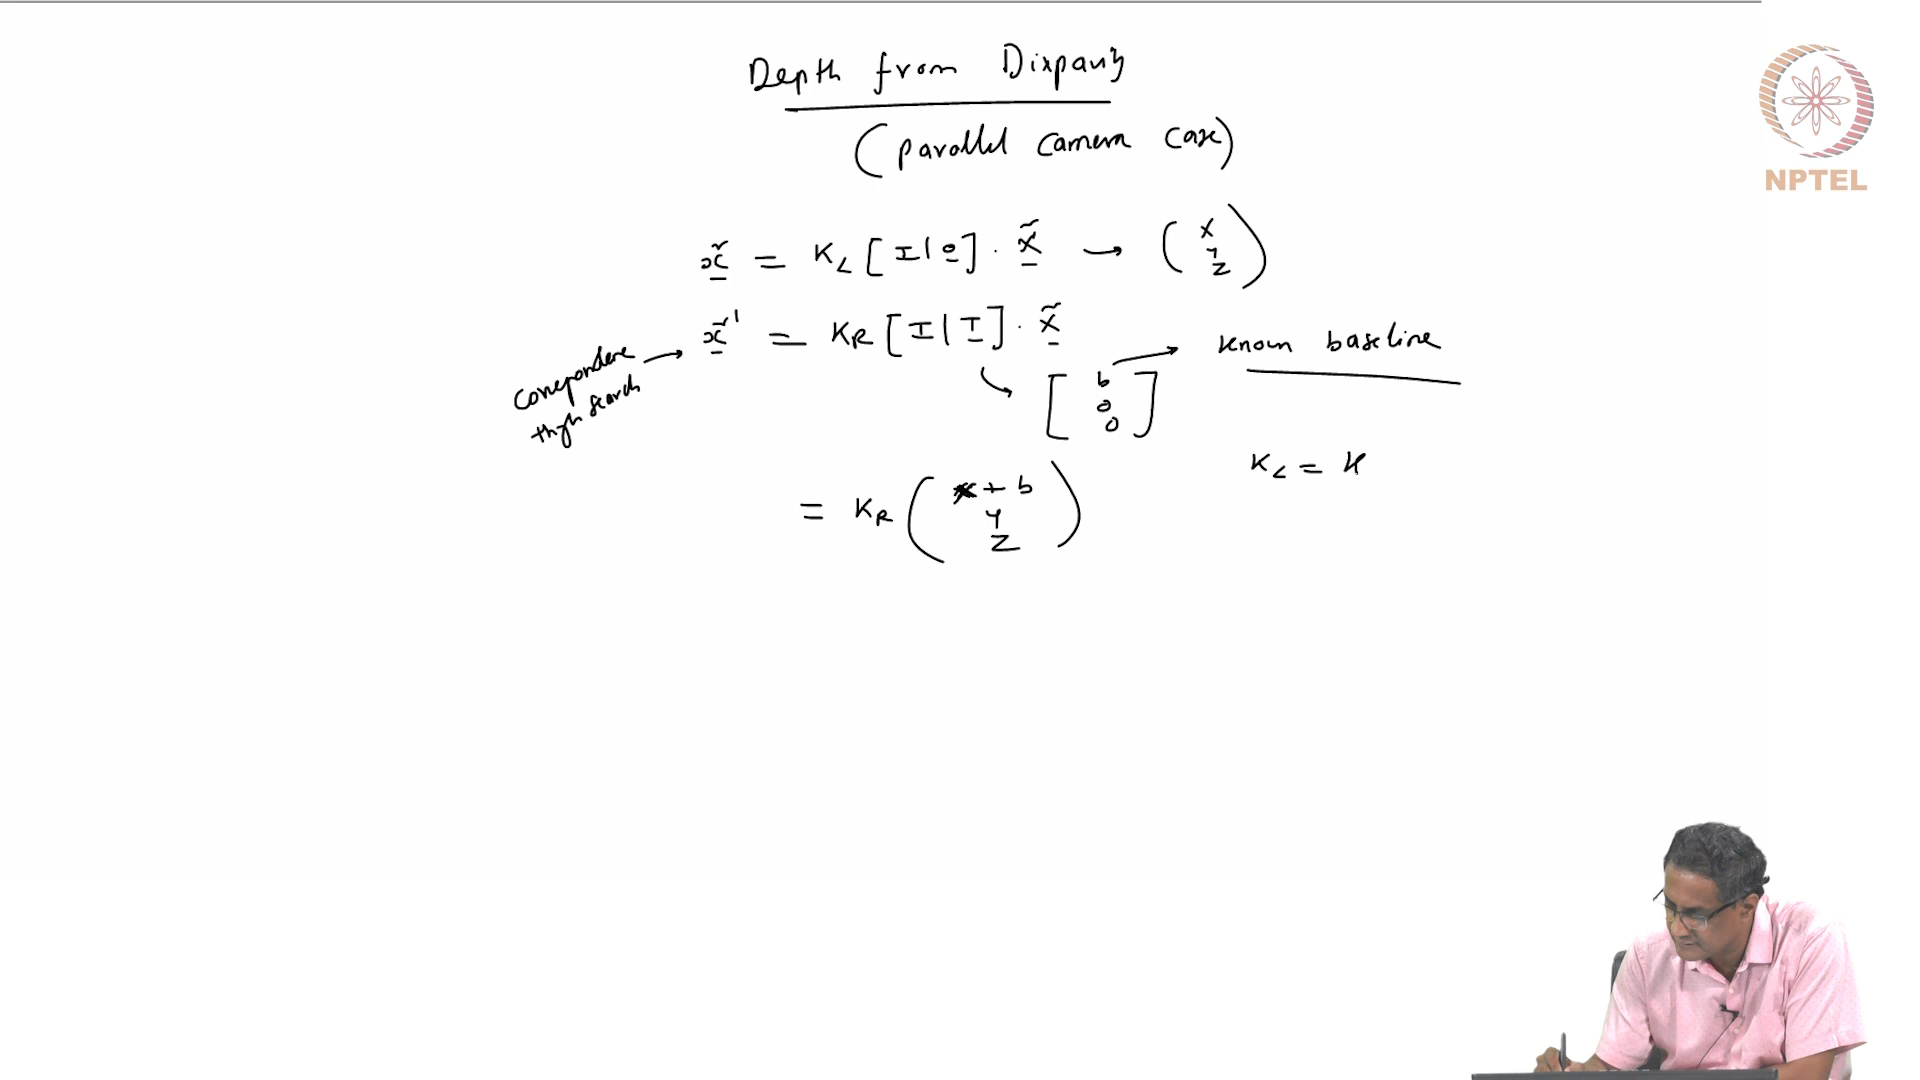 Depth from Disparity
(parallel camera case)
NPTEL
x̃ = K_L [I|0] · X̃ → (X Y Z)
x̃' = K_R [I|T] · X̃
correspondence through search
[b 0 0]
known baseline
K_L = K
= K_R (X+b Y Z)